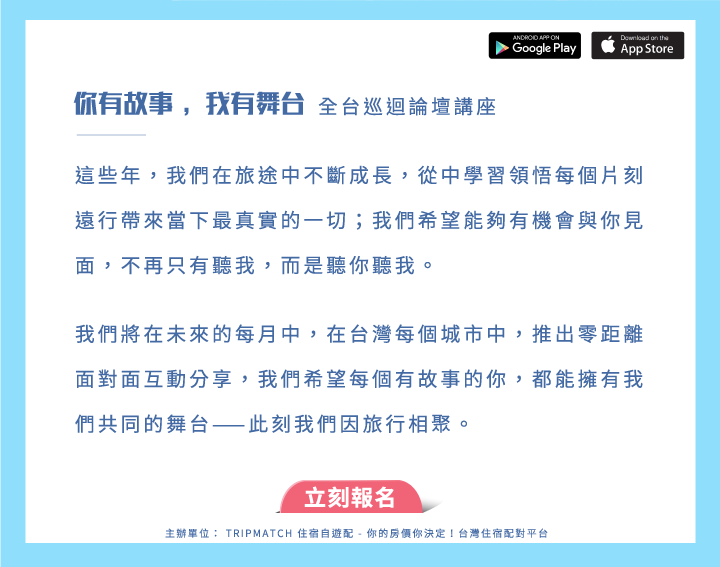 ANDROID APP ON
Google Play
Download on the
App Store
你有故事，我有舞台 全台巡迴論壇講座
這些年，我們在旅途中不斷成長，從中學習領悟每個片刻
遠行帶來當下最真實的一切；我們希望能夠有機會與你見
面，不再只有聽我，而是聽你聽我。
我們將在未來的每月中，在台灣每個城市中，推出零距離
面對面互動分享，我們希望每個有故事的你，都能擁有我
們共同的舞台——此刻我們因旅行相聚。
立刻報名
主辦單位： TRIPMATCH 住宿自遊配 - 你的房價你決定！台灣住宿配對平台